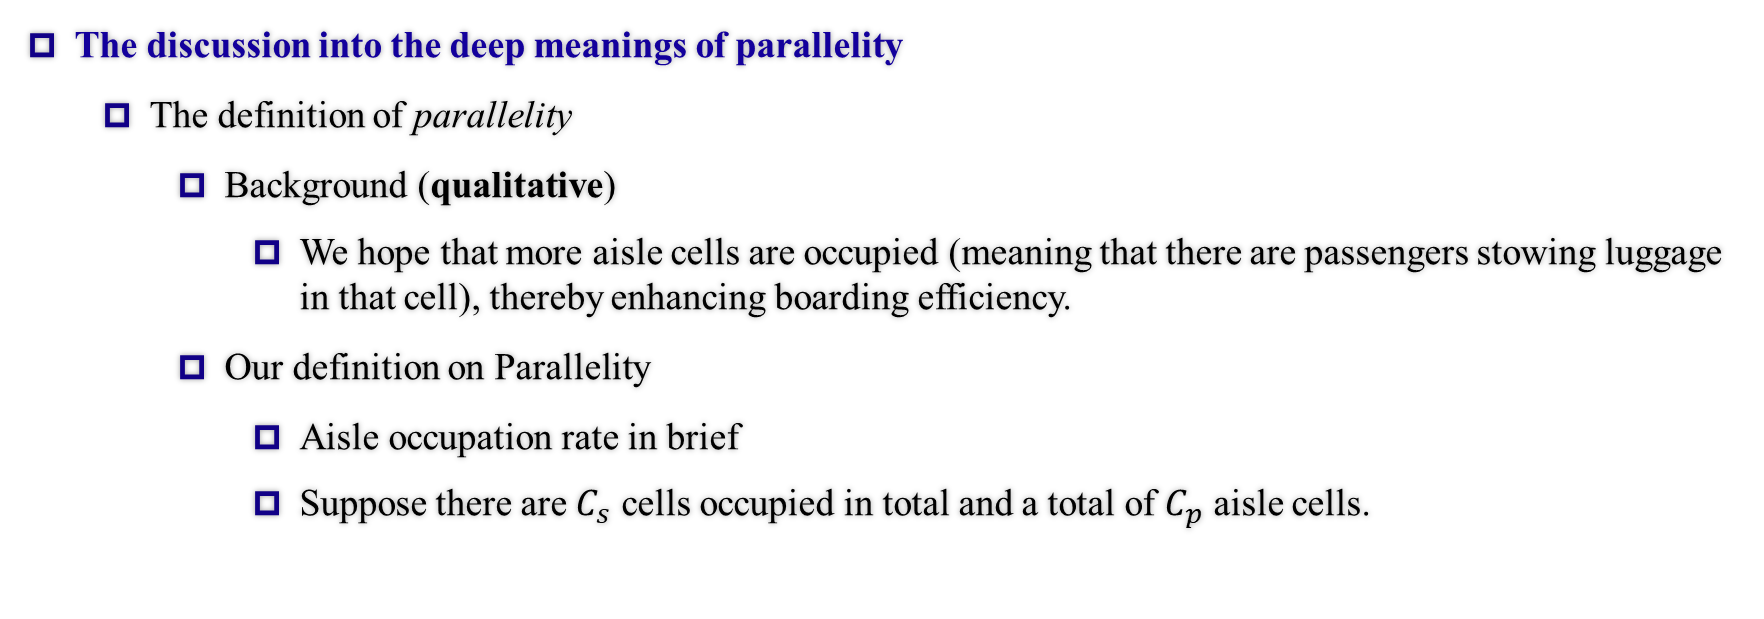 The discussion into the deep meanings of parallelity
The definition of parallelity
Background (qualitative)
We hope that more aisle cells are occupied (meaning that there are passengers stowing luggage
in that cell), thereby enhancing boarding efficiency.
Our definition on Parallelity
Aisle occupation rate in brief
Suppose there are C_s cells occupied in total and a total of C_p aisle cells.